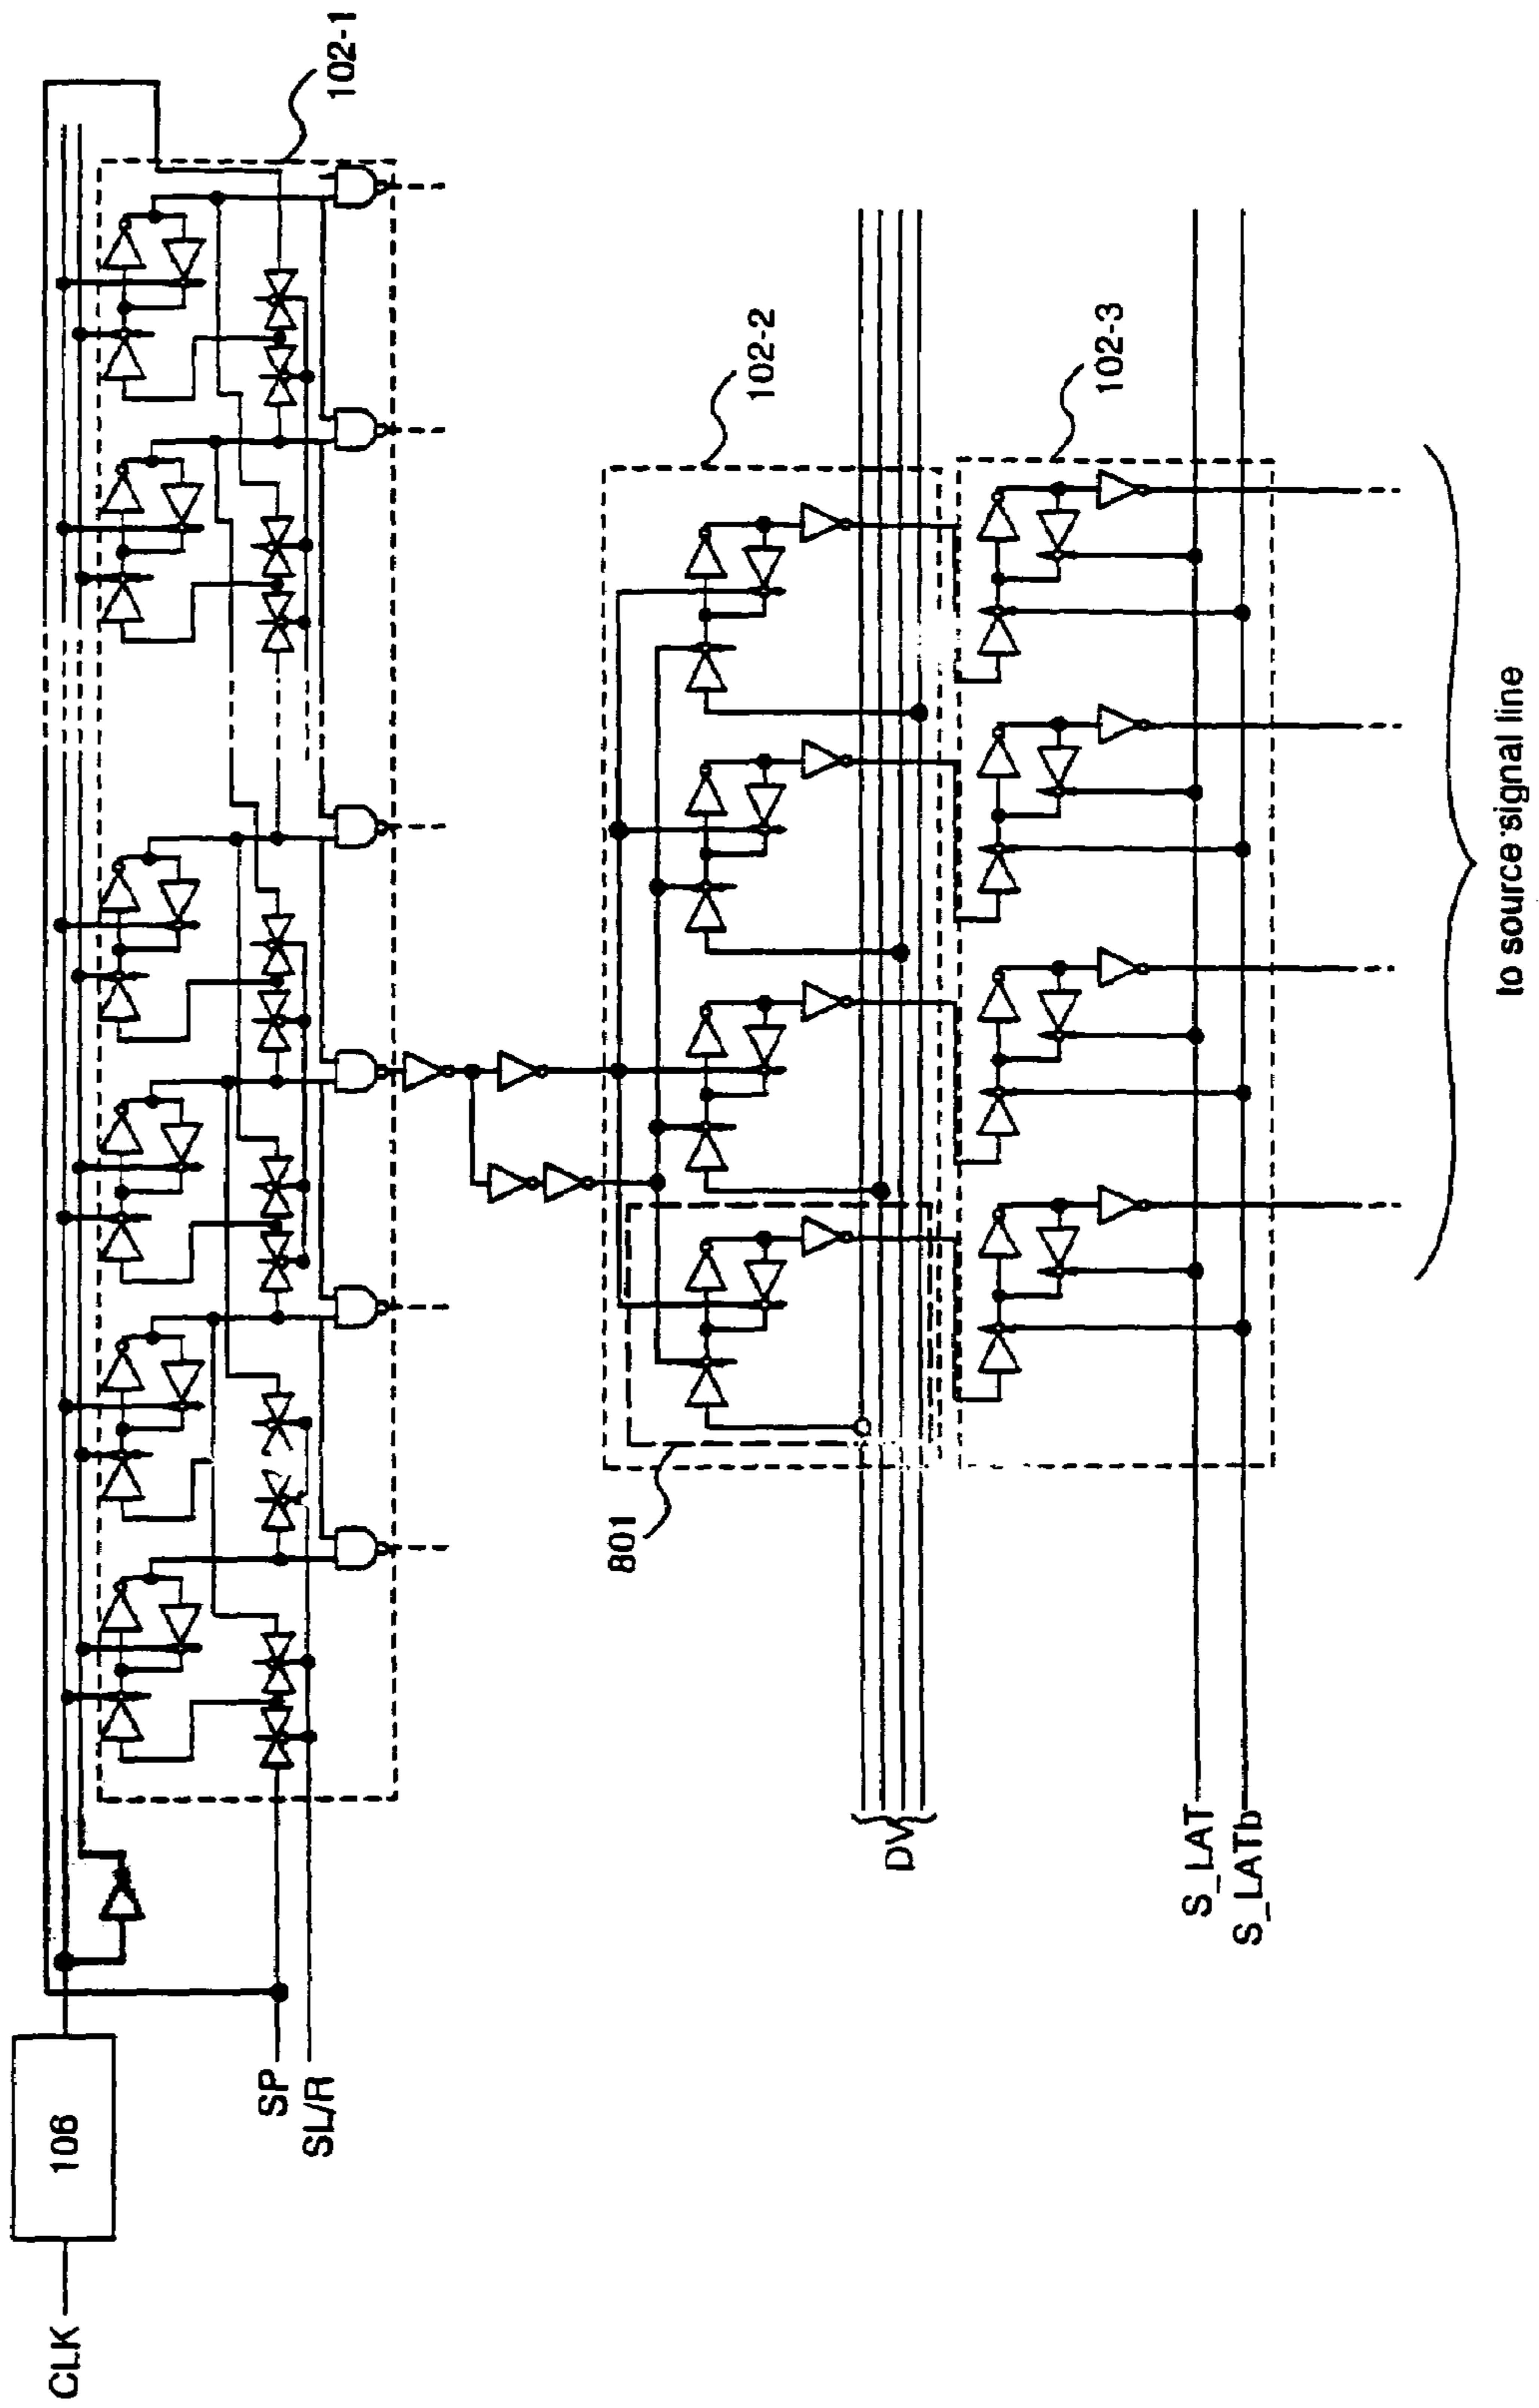 CLK
106
SP
SL/R
102-1
102-2
801
DV
102-3
S_LAT
S_LATb
to source signal line